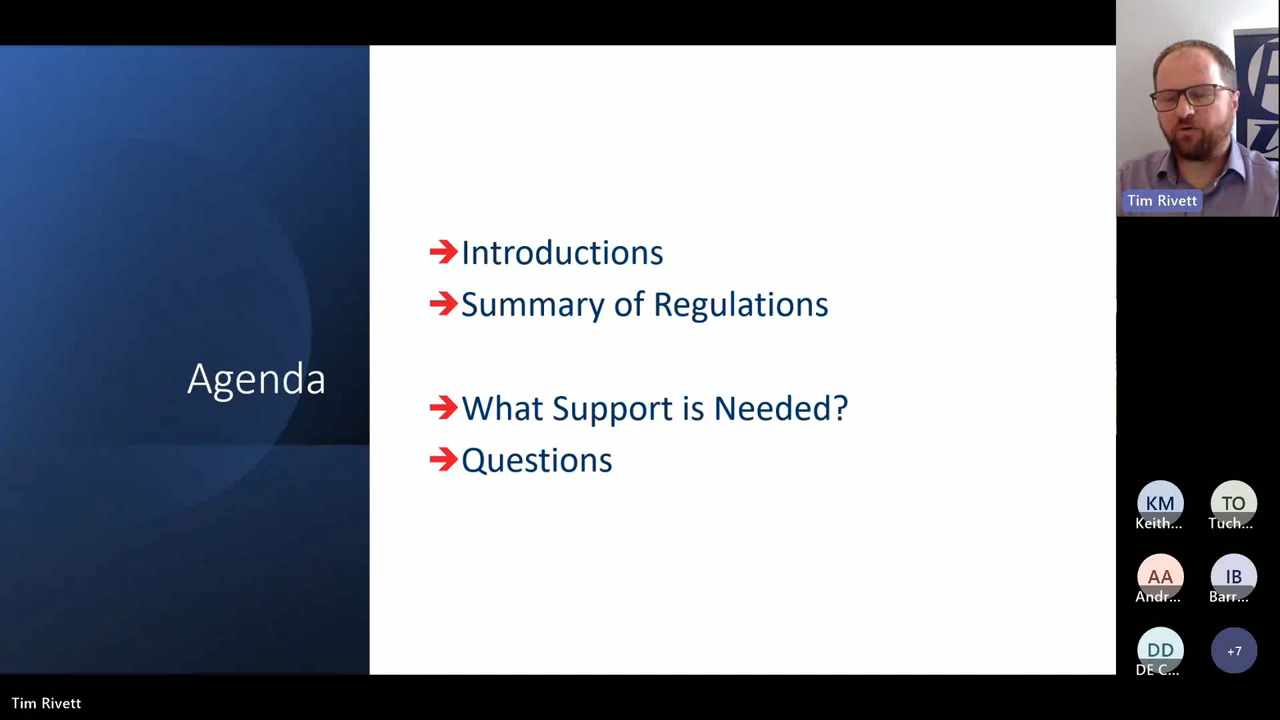 Agenda
➔Introductions
➔Summary of Regulations
➔What Support is Needed?
➔Questions
Tim Rivett
KM
Keith...
TO
Tuch...
AA
Andr...
IB
Barr...
DD
DE C...
+7
Tim Rivett